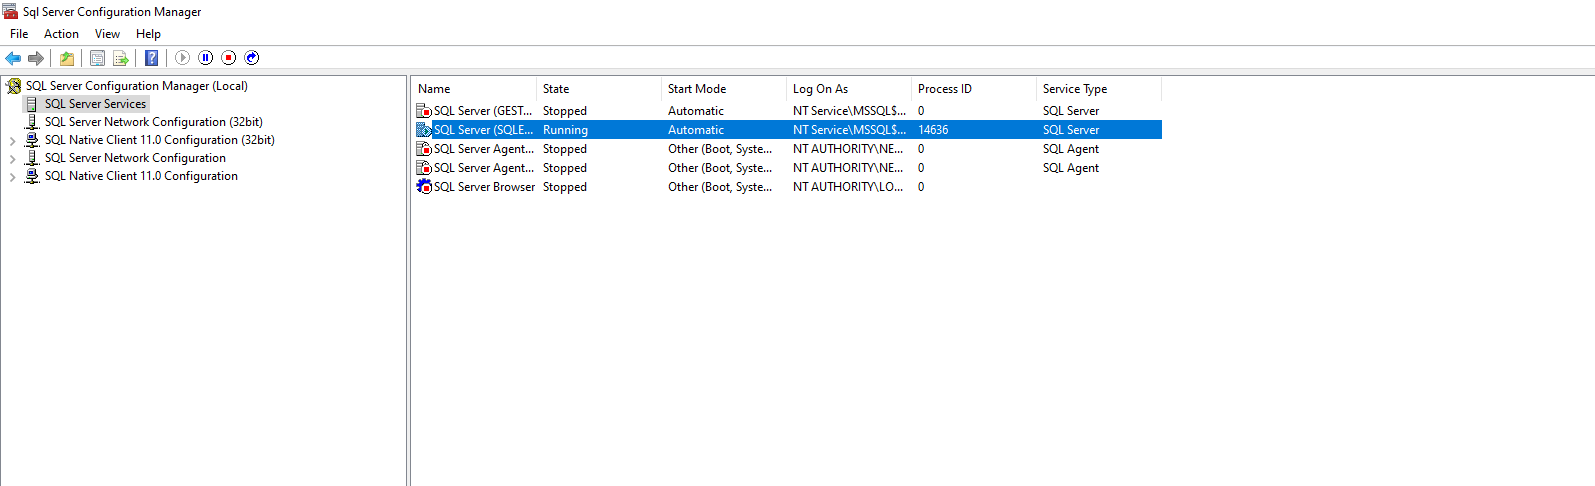 Sql Server Configuration Manager
File Action View Help
SQL Server Configuration Manager (Local)
SQL Server Services
SQL Server Network Configuration (32bit)
SQL Native Client 11.0 Configuration (32bit)
SQL Server Network Configuration
SQL Native Client 11.0 Configuration
Name State Start Mode Log On As Process ID Service Type
SQL Server (GEST... Stopped Automatic NT Service\MSSQL$... 0 SQL Server
SQL Server (SQLE... Running Automatic NT Service\MSSQL$... 14636 SQL Server
SQL Server Agent... Stopped Other (Boot, Syste... NT AUTHORITY\NE... 0 SQL Agent
SQL Server Agent... Stopped Other (Boot, Syste... NT AUTHORITY\NE... 0 SQL Agent
SQL Server Browser Stopped Other (Boot, Syste... NT AUTHORITY\LO... 0